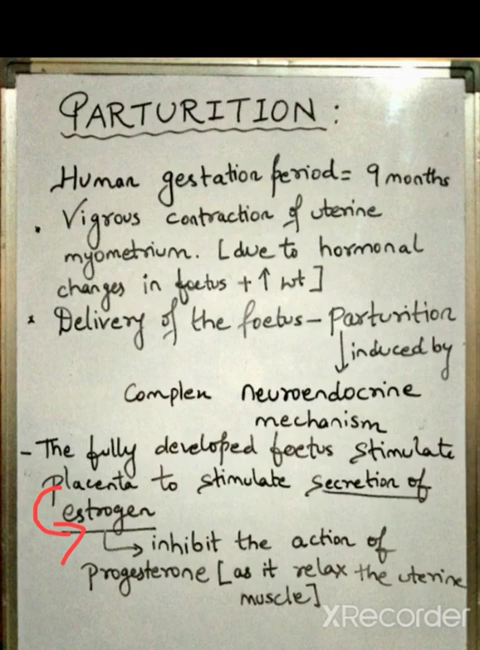 PARTURITION :
Human gestation period = 9 months
• Vigrous contraction of uterine
myometrium. [due to hormonal
changes in foetus + ↑ wt]
* Delivery of the foetus - Parturition
↓ induced by
Complex neuroendocrine
mechanism
- The fully developed foetus stimulate
placenta to stimulate secretion of
estrogen
↳ inhibit the action of
Progesterone [as it relax the uterine
muscle]
XRecorder